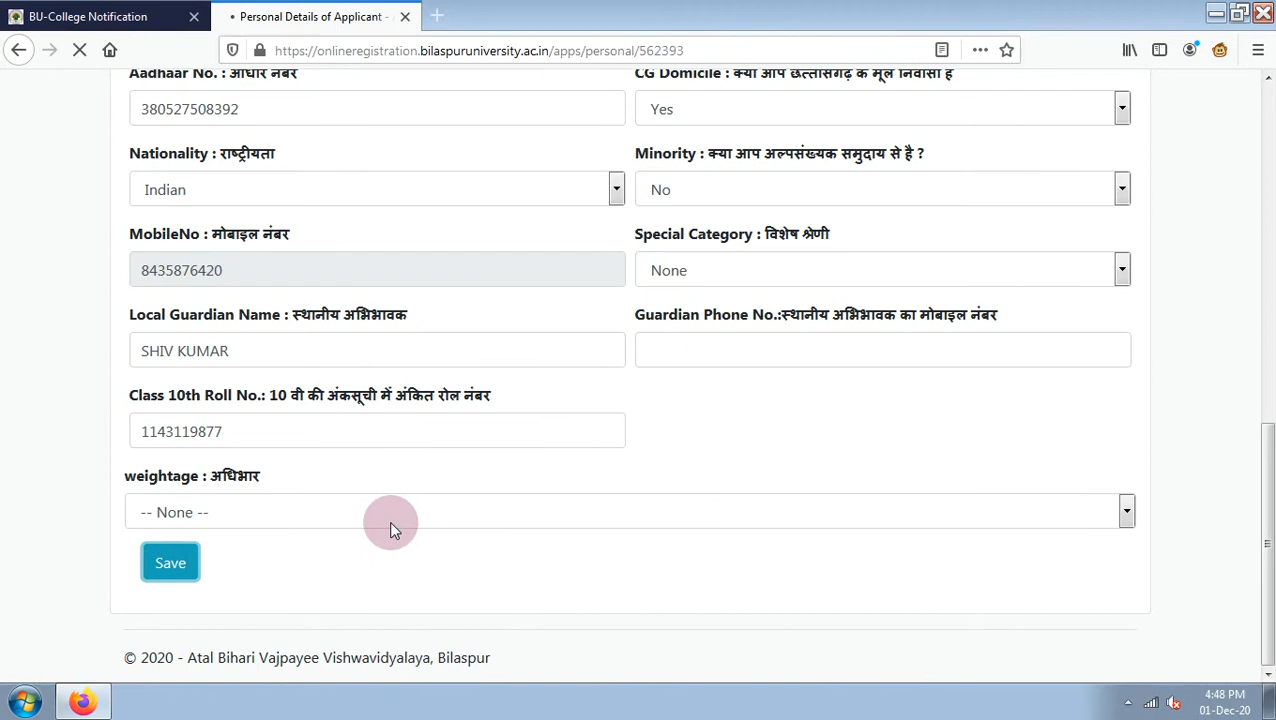 BU-College Notification
Personal Details of Applicant -
https://onlineregistration.bilaspuruniversity.ac.in/apps/personal/562393
Aadhaar No. : आधार नंबर
CG Domicile : क्या आप छत्तीसगढ़ के मूल निवासी है
380527508392
Yes
Nationality : राष्ट्रीयता
Minority : क्या आप अल्पसंख्यक समुदाय से है ?
Indian
No
MobileNo : मोबाइल नंबर
Special Category : विशेष श्रेणी
8435876420
None
Local Guardian Name : स्थानीय अभिभावक
Guardian Phone No.:स्थानीय अभिभावक का मोबाइल नंबर
SHIV KUMAR
Class 10th Roll No.: 10 वी की अंकसूची में अंकित रोल नंबर
1143119877
weightage : अधिभार
-- None --
Save
© 2020 - Atal Bihari Vajpayee Vishwavidyalaya, Bilaspur
4:48 PM
01-Dec-20